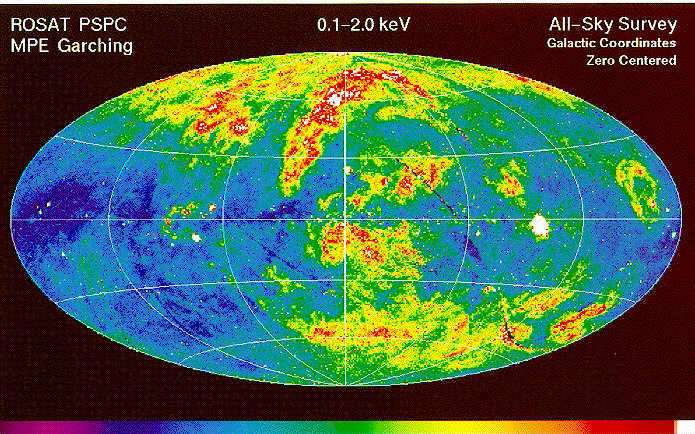 ROSAT PSPC
MPE Garching
0.1–2.0 keV
All–Sky Survey
Galactic Coordinates
Zero Centered